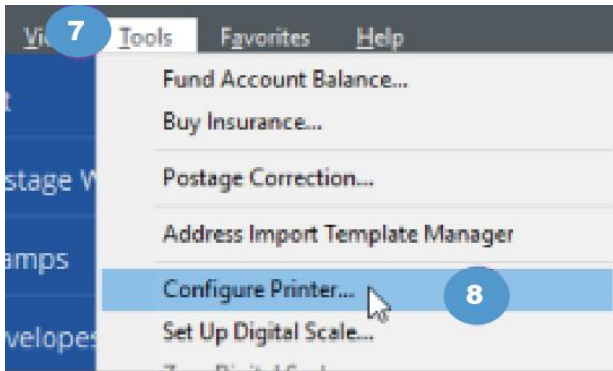 Vi 7 Tools Favorites Help
Fund Account Balance...
t
Buy Insurance...
stage W Postage Correction...
Address Import Template Manager
amps
Configure Printer... 8
velopes Set Up Digital Scale...